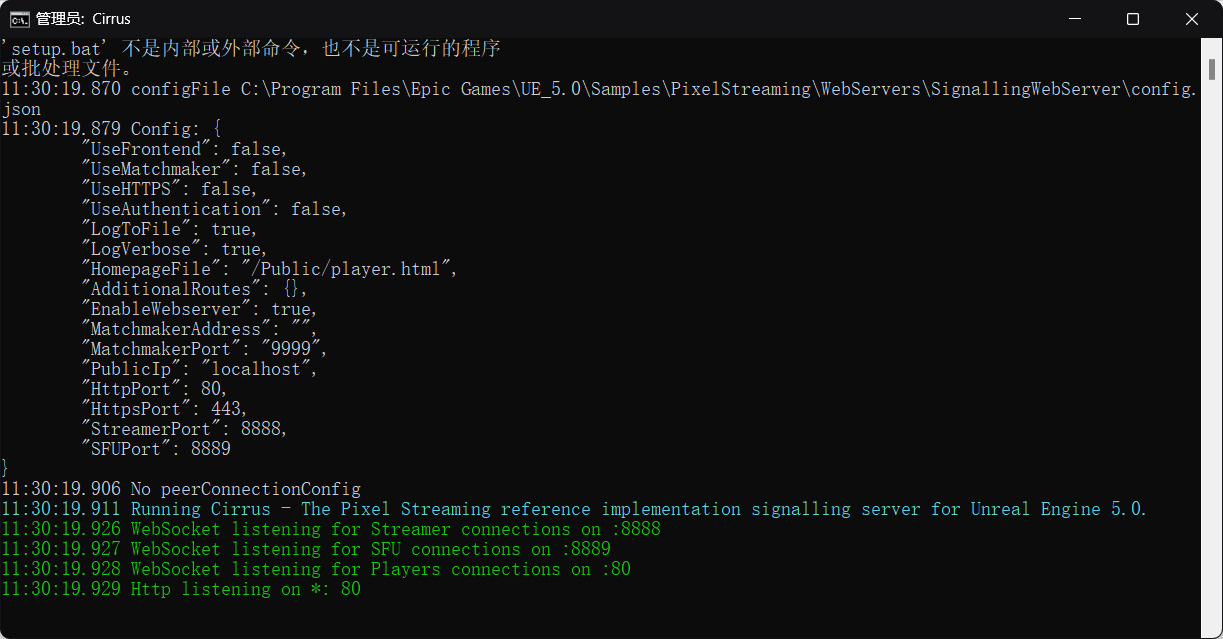 管理员: Cirrus
'setup.bat' 不是内部或外部命令，也不是可运行的程序
或批处理文件。
11:30:19.870 configFile C:\Program Files\Epic Games\UE_5.0\Samples\PixelStreaming\WebServers\SignallingWebServer\config.
json
11:30:19.879 Config: {
"UseFrontend": false,
"UseMatchmaker": false,
"UseHTTPS": false,
"UseAuthentication": false,
"LogToFile": true,
"LogVerbose": true,
"HomepageFile": "/Public/player.html",
"AdditionalRoutes": {},
"EnableWebserver": true,
"MatchmakerAddress": "",
"MatchmakerPort": "9999",
"PublicIp": "localhost",
"HttpPort": 80,
"HttpsPort": 443,
"StreamerPort": 8888,
"SFUPort": 8889
}
11:30:19.906 No peerConnectionConfig
11:30:19.911 Running Cirrus - The Pixel Streaming reference implementation signalling server for Unreal Engine 5.0.
11:30:19.926 WebSocket listening for Streamer connections on :8888
11:30:19.927 WebSocket listening for SFU connections on :8889
11:30:19.928 WebSocket listening for Players connections on :80
11:30:19.929 Http listening on *: 80